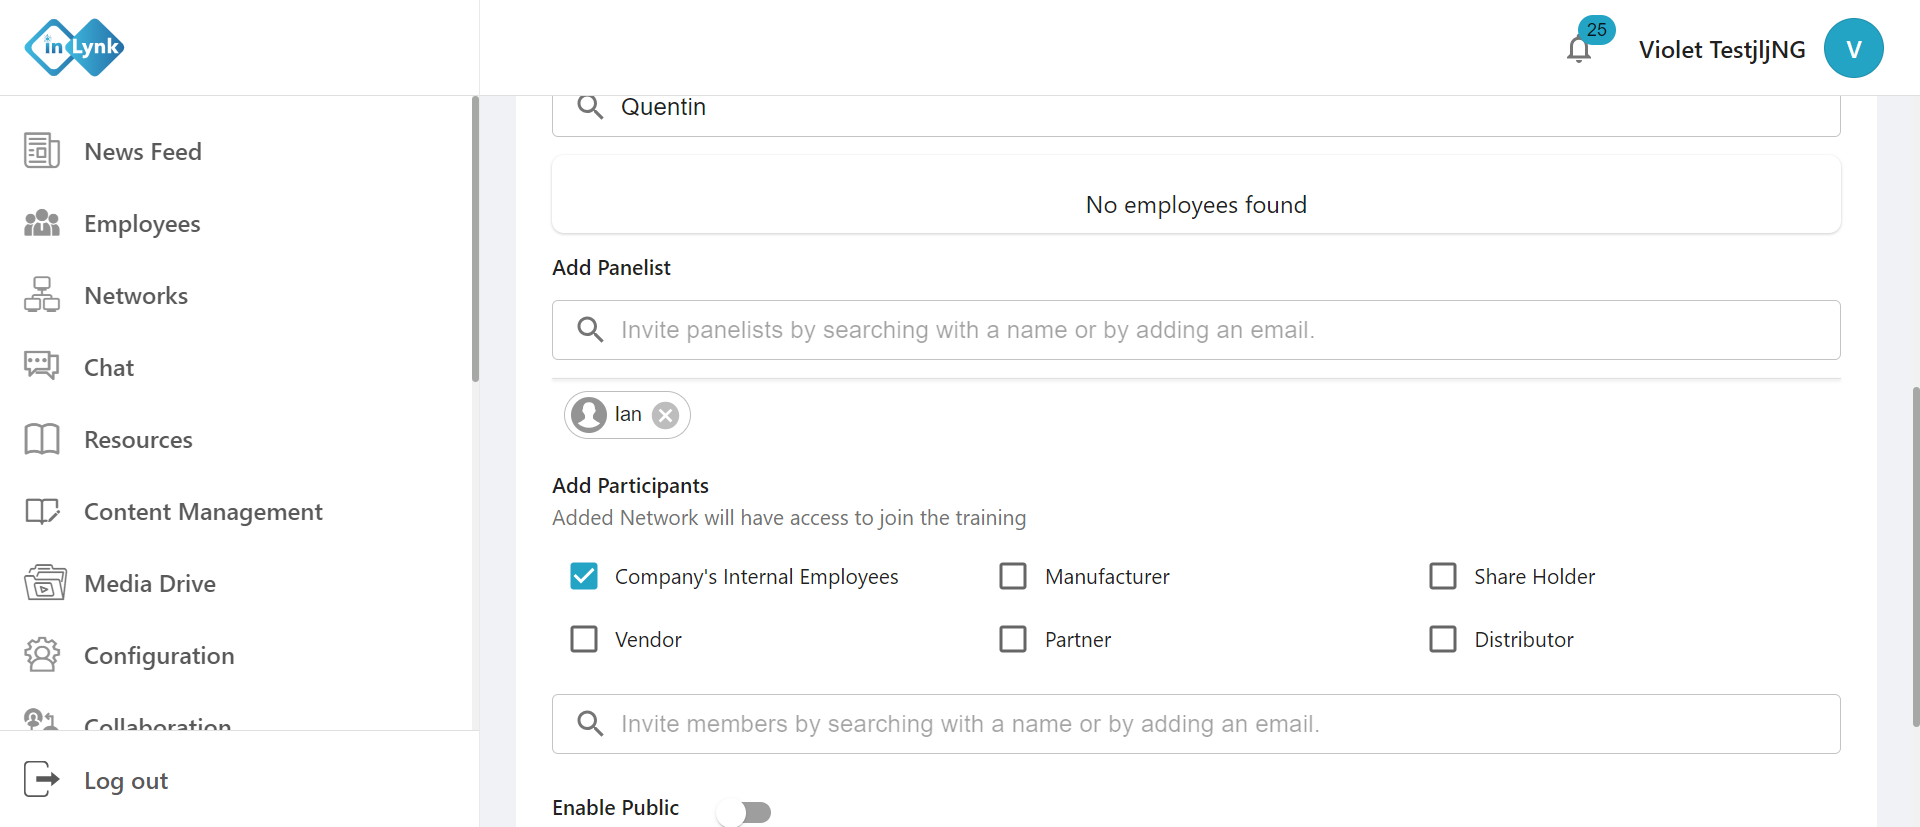 in Lynk
25
Violet TestjljNG
V
News Feed
Employees
Networks
Chat
Resources
Content Management
Media Drive
Configuration
Collaboration
Log out
Quentin
No employees found
Add Panelist
Invite panelists by searching with a name or by adding an email.
Ian
Add Participants
Added Network will have access to join the training
Company's Internal Employees
Manufacturer
Share Holder
Vendor
Partner
Distributor
Invite members by searching with a name or by adding an email.
Enable Public